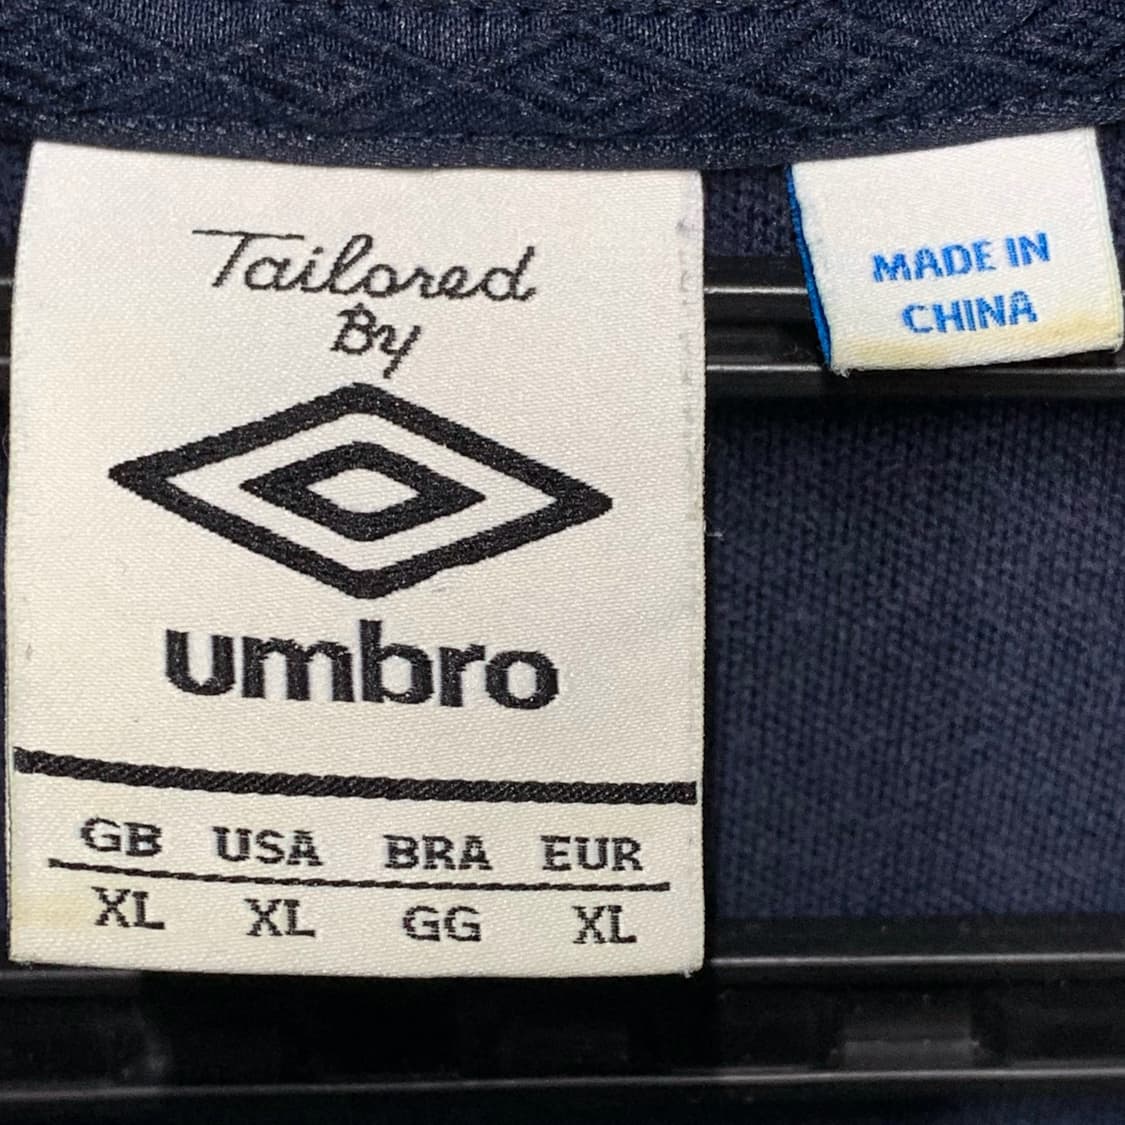 Tailored
By
umbro
GB USA BRA EUR
XL XL GG XL
MADE IN
CHINA